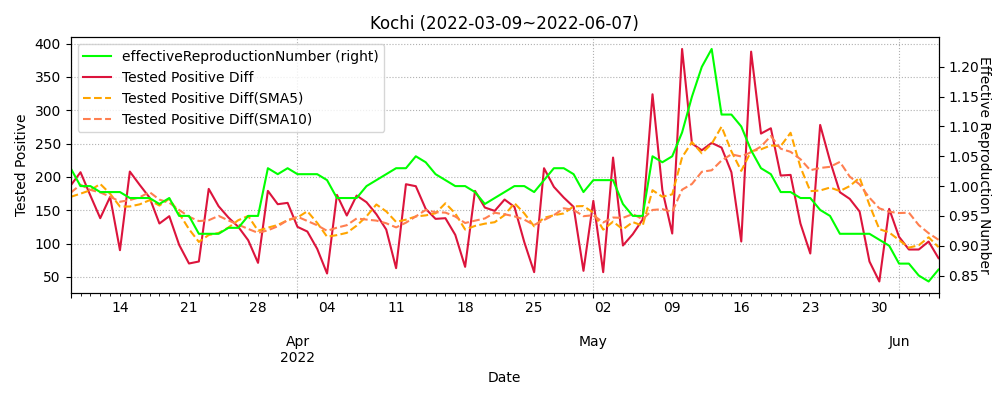 Kochi (2022-03-09~2022-06-07)
effectiveReproductionNumber (right)
Tested Positive Diff
Tested Positive Diff(SMA5)
Tested Positive Diff(SMA10)
Tested Positive
400
350
300
250
200
150
100
50
Effective Reproduction Number
1.20
1.15
1.10
1.05
1.00
0.95
0.90
0.85
14 21 28 04 11 18 25 02 09 16 23 30
Apr May Jun
2022
Date